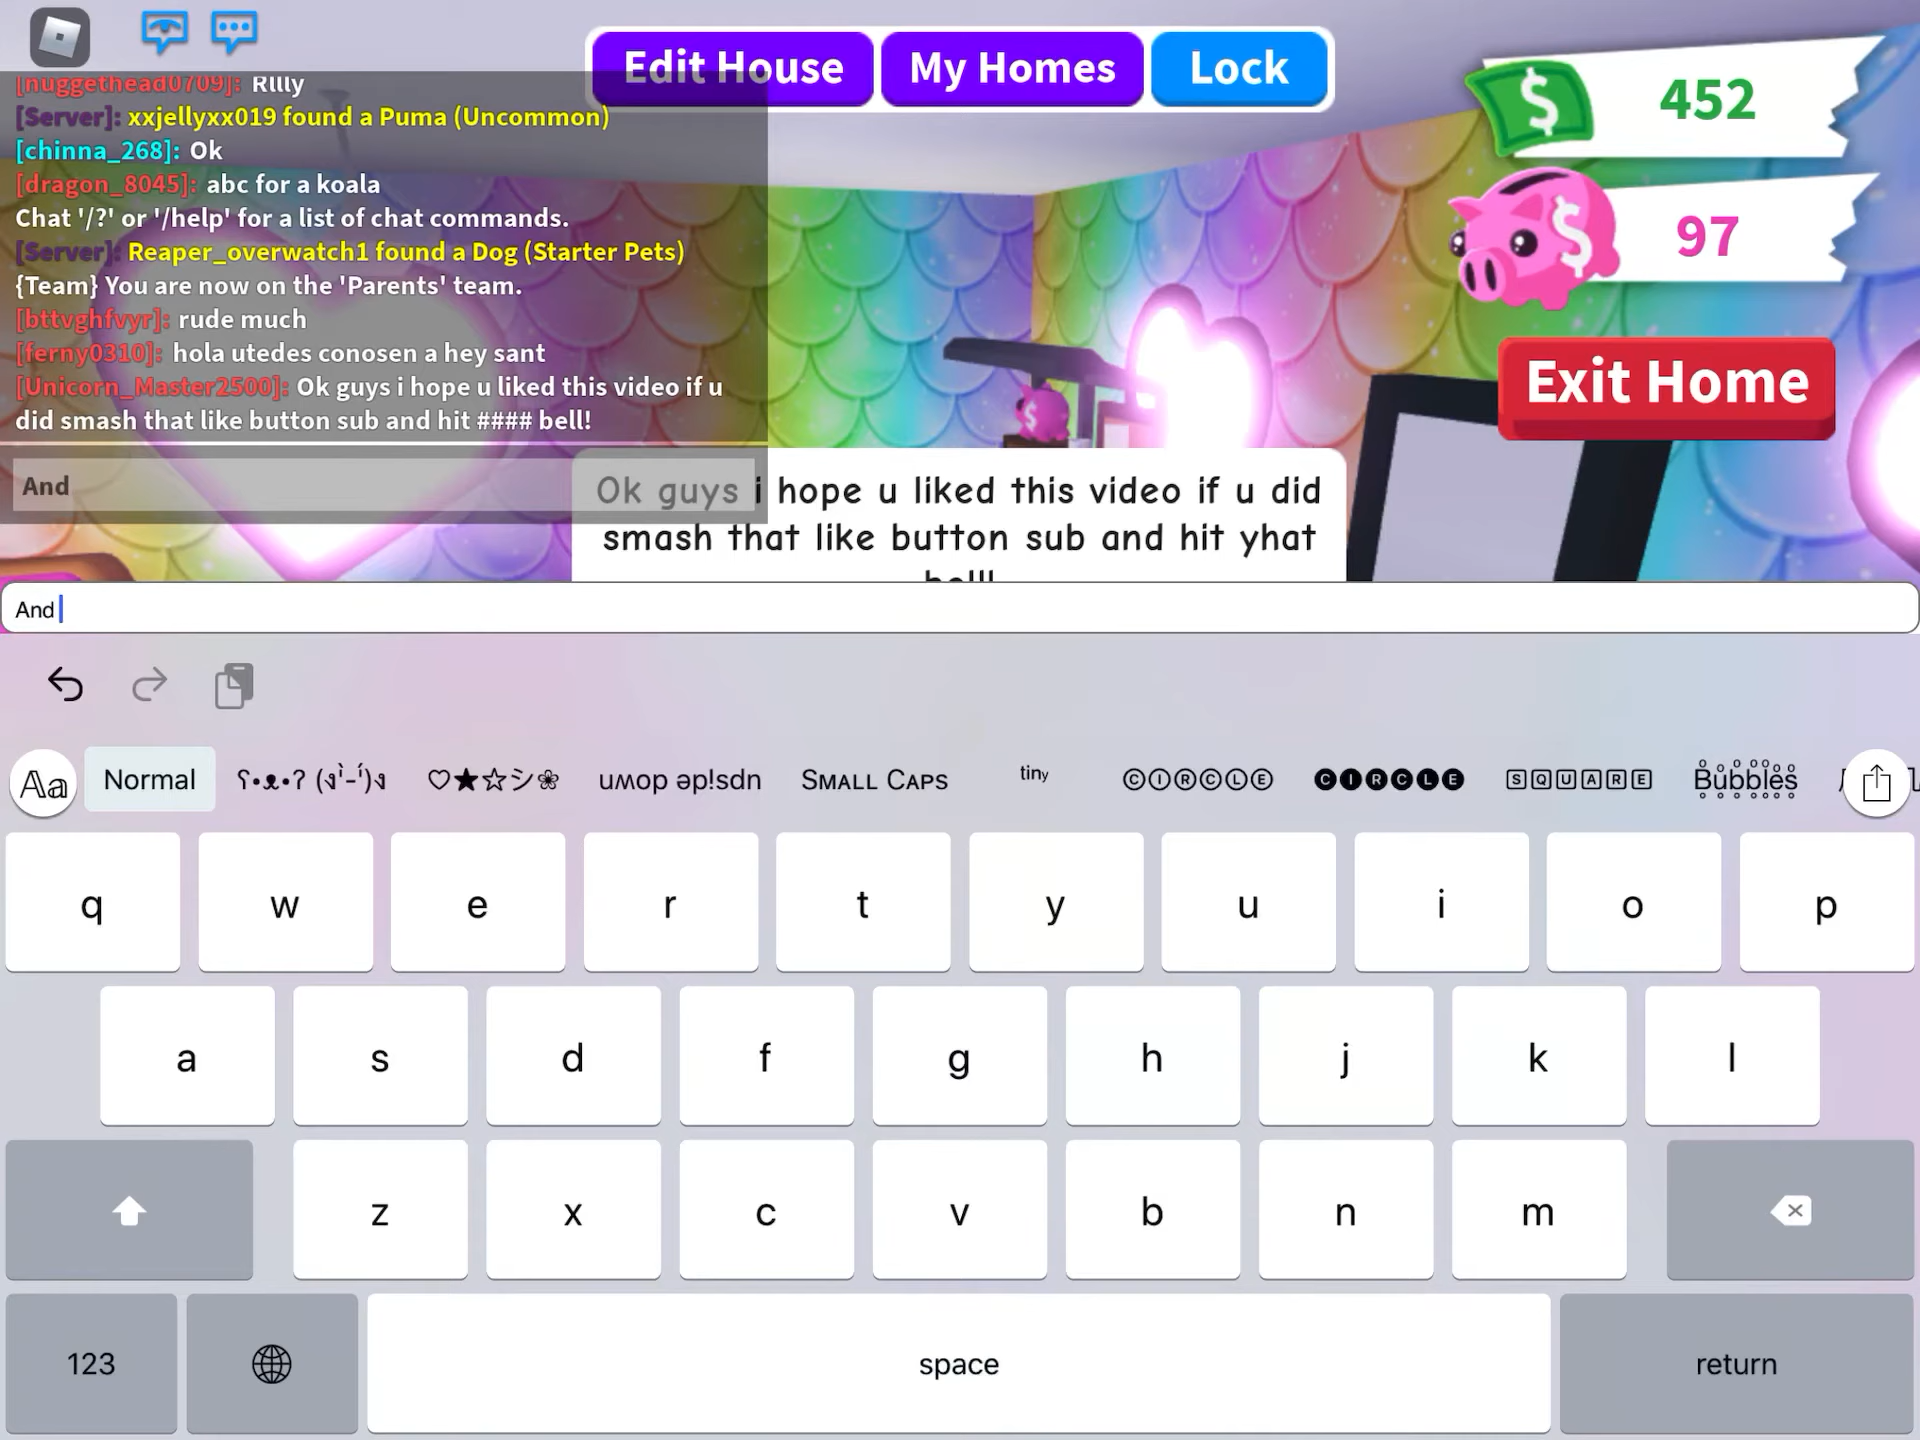 Edit House My Homes Lock
452
97
Exit Home
[nuggethead0709]: Rllly
[Server]: xxjellyxx019 found a Puma (Uncommon)
[chinna_268]: Ok
[dragon_8045]: abc for a koala
Chat '/?' or '/help' for a list of chat commands.
[Server]: Reaper_overwatch1 found a Dog (Starter Pets)
{Team} You are now on the 'Parents' team.
[bttvghfvyr]: rude much
[ferny0310]: hola utedes conosen a hey sant
[Unicorn_Master2500]: Ok guys i hope u liked this video if u
did smash that like button sub and hit #### bell!
And
Ok guys i hope u liked this video if u did
smash that like button sub and hit yhat
And
Aa Normal ʕ•ᴥ•ʔ (ง'̀-'́)ง ♡★☆シ❀ uʍop ǝp!sdn Sᴍᴀʟʟ Cᴀᴘs ᵗⁱⁿʸ ⒸⒾⓇⒸⓁⒺ 🅒🅘🅡🅒🅛🅔 🅂🅀🅄🄰🅁🄴 Bubbles
q w e r t y u i o p
a s d f g h j k l
z x c v b n m
123 space return